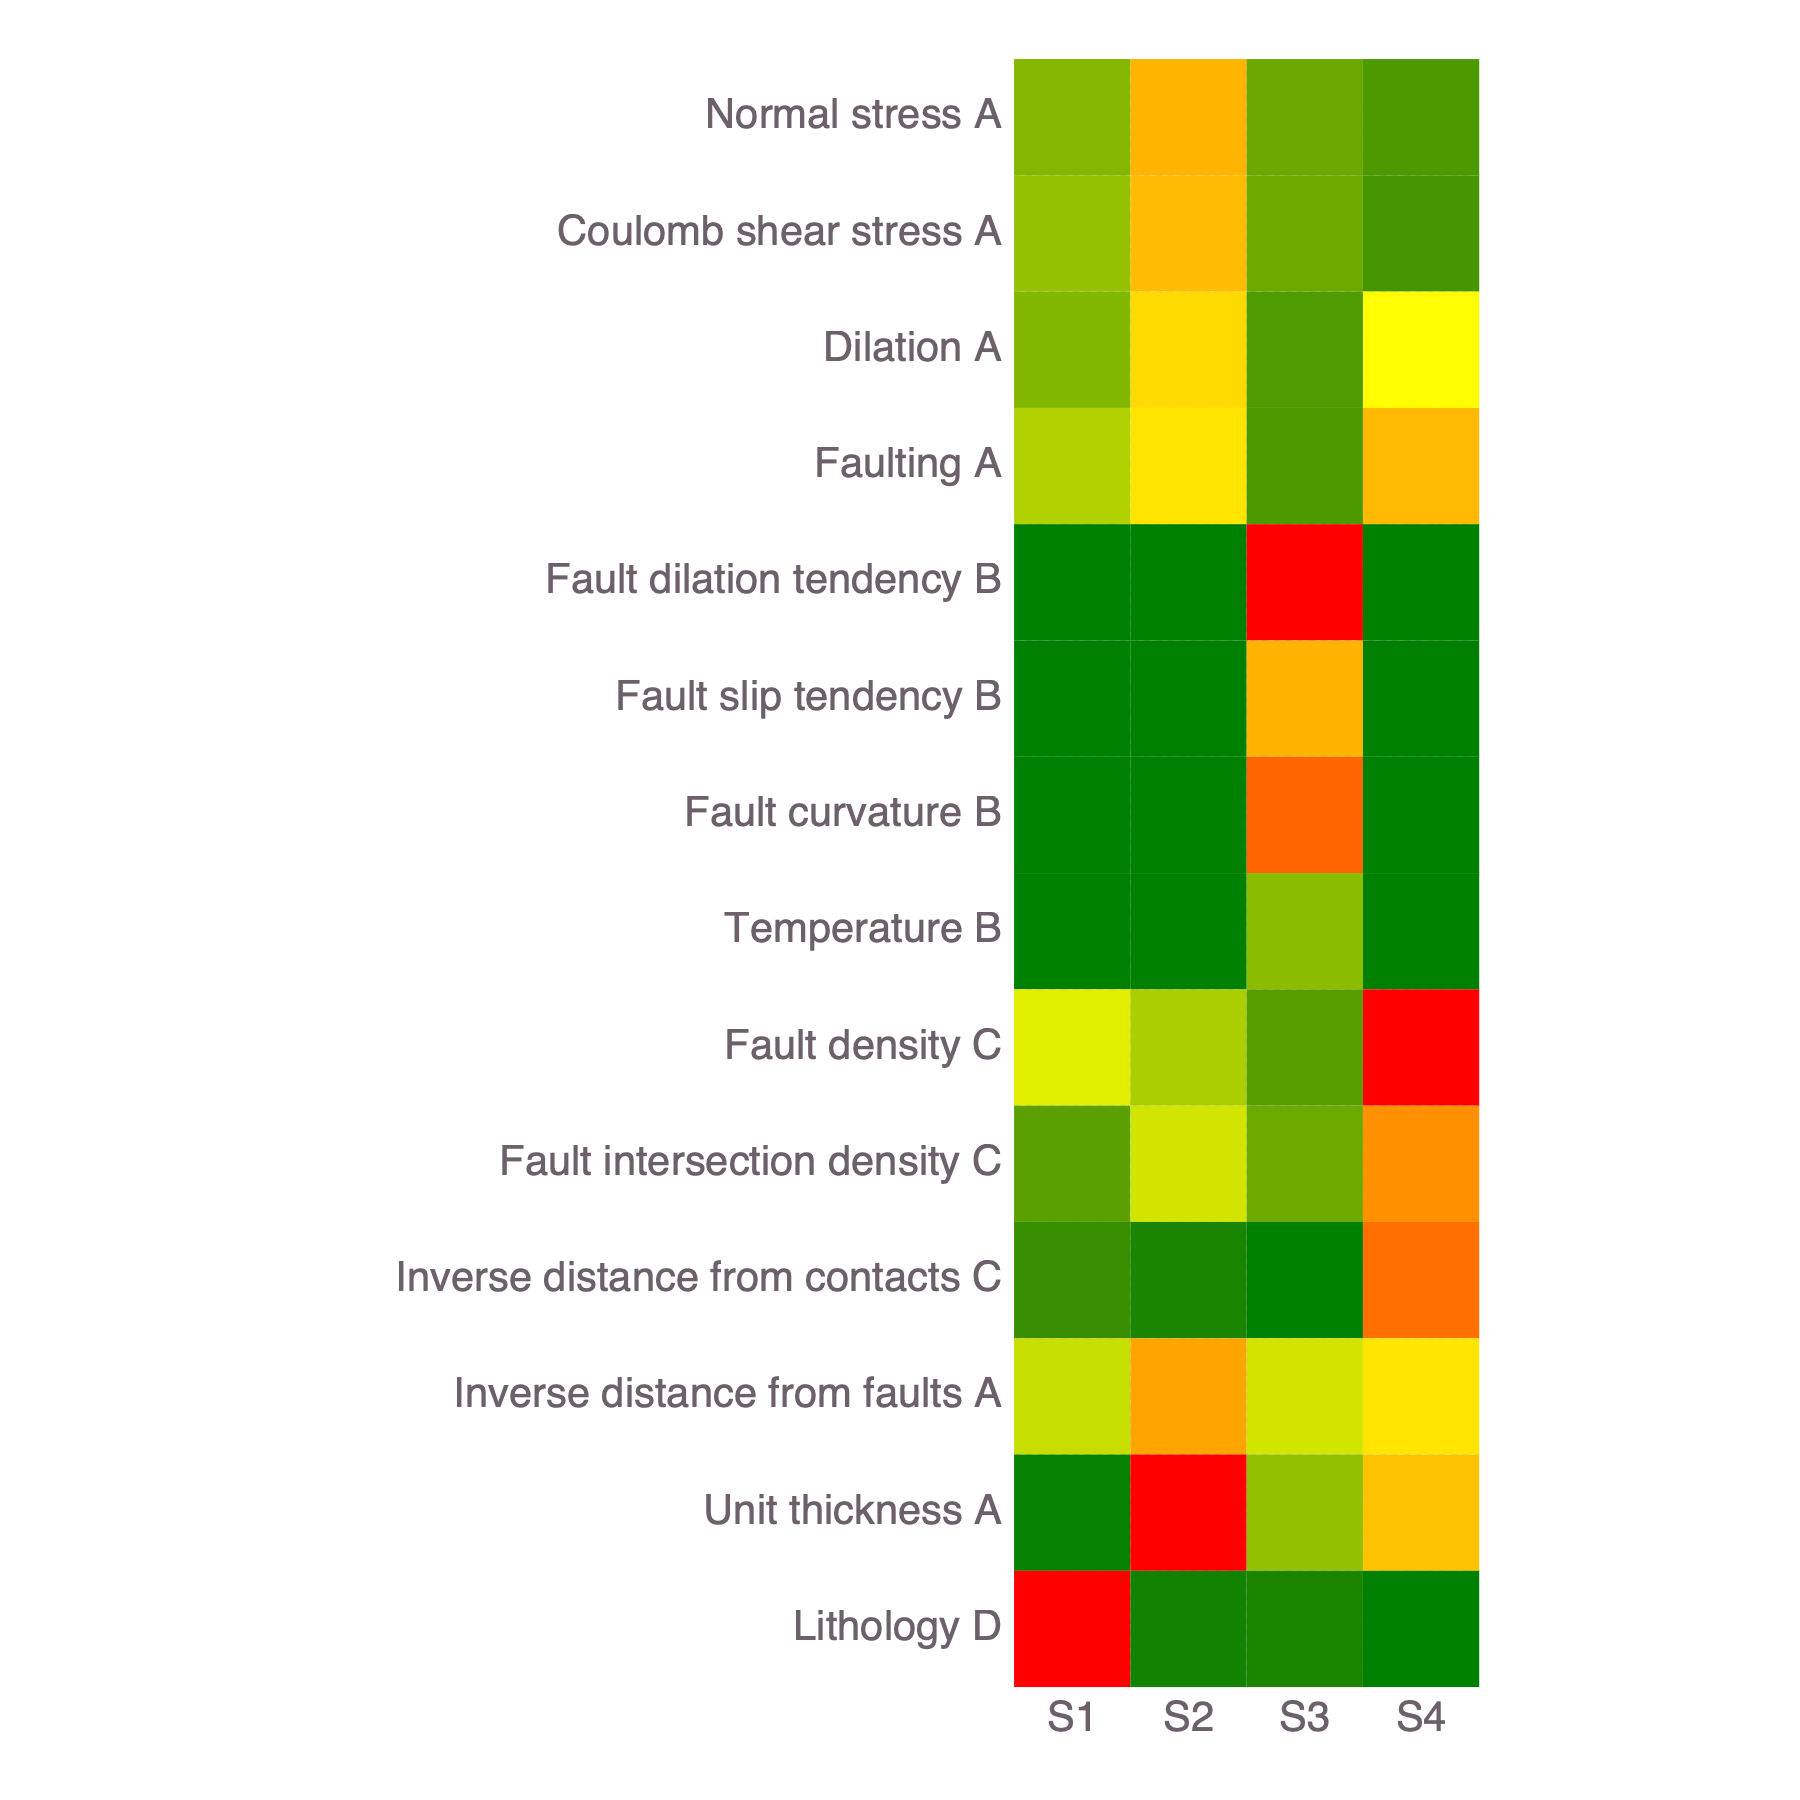 Normal stress A
Coulomb shear stress A
Dilation A
Faulting A
Fault dilation tendency B
Fault slip tendency B
Fault curvature B
Temperature B
Fault density C
Fault intersection density C
Inverse distance from contacts C
Inverse distance from faults A
Unit thickness A
Lithology D
S1 S2 S3 S4